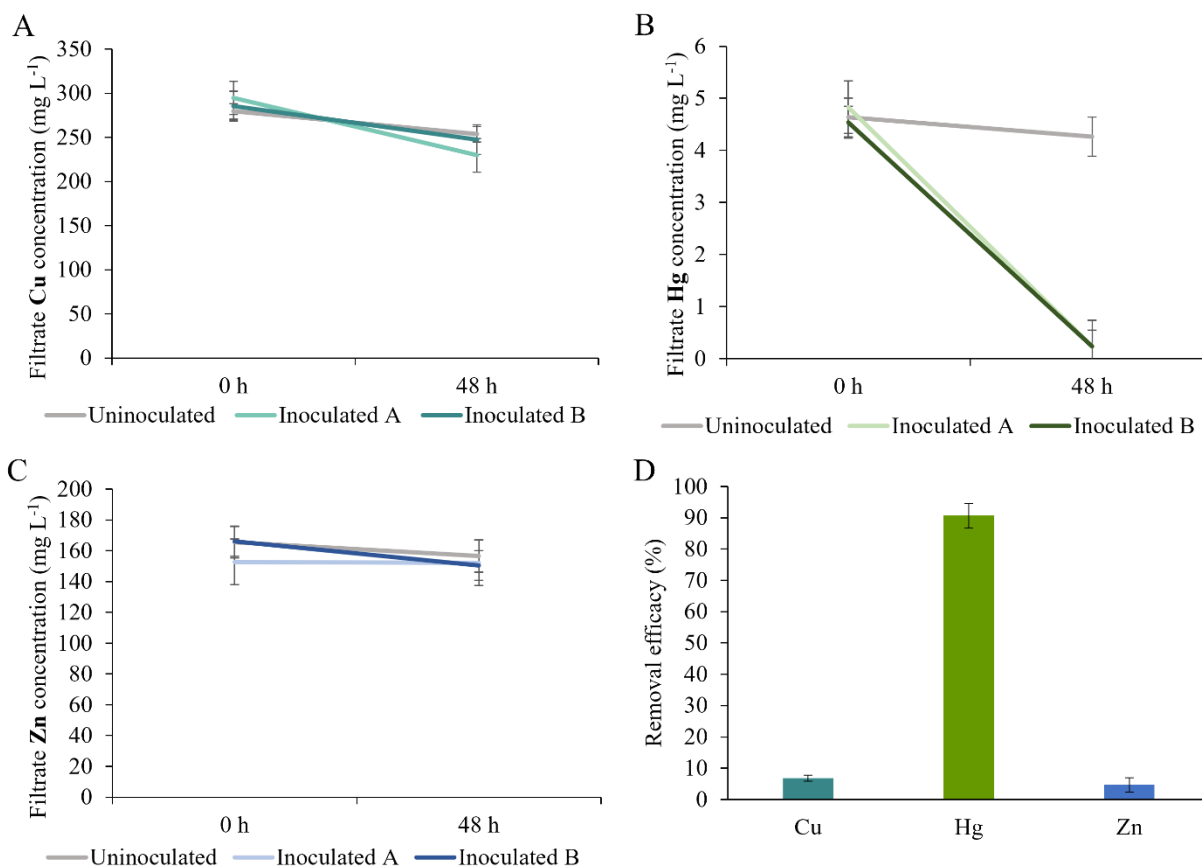 A
Filtrate Cu concentration (mg L⁻¹)
350
300
250
200
150
100
50
0
0 h 48 h
Uninoculated Inoculated A Inoculated B
B
Filtrate Hg concentration (mg L⁻¹)
6
5
4
3
2
1
0
0 h 48 h
Uninoculated Inoculated A Inoculated B
C
Filtrate Zn concentration (mg L⁻¹)
200
180
160
140
120
100
80
60
40
20
0
0 h 48 h
Uninoculated Inoculated A Inoculated B
D
Removal efficacy (%)
100
90
80
70
60
50
40
30
20
10
0
Cu Hg Zn